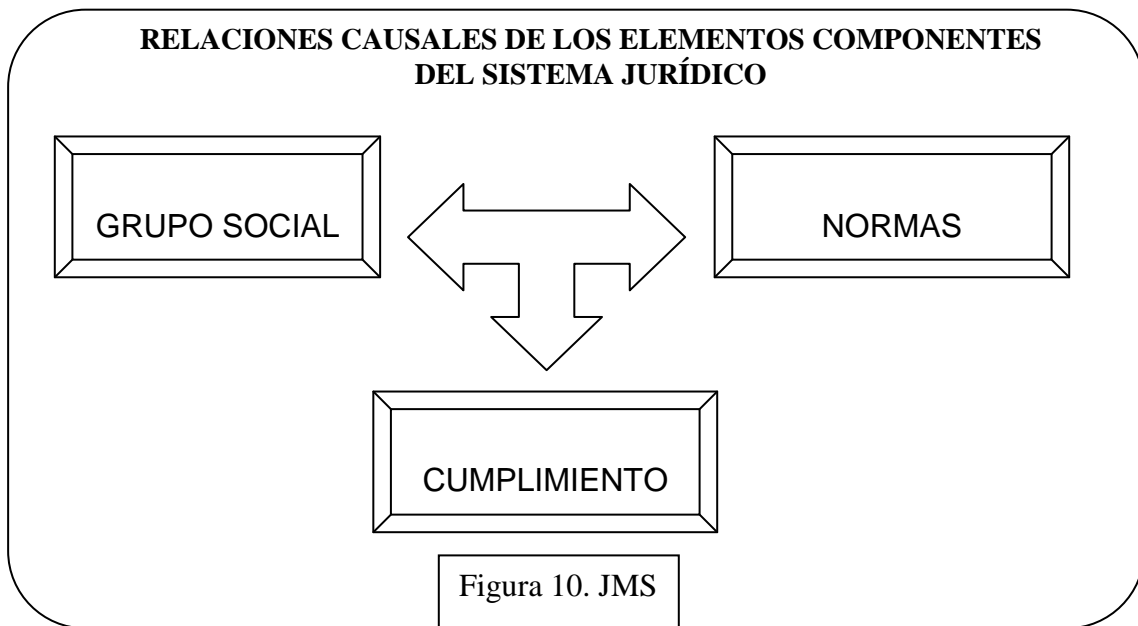 RELACIONES CAUSALES DE LOS ELEMENTOS COMPONENTES
DEL SISTEMA JURÍDICO
GRUPO SOCIAL
NORMAS
CUMPLIMIENTO
Figura 10. JMS